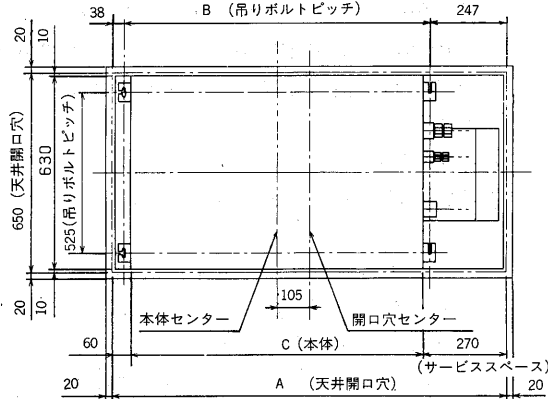 38
B (吊りボルトピッチ)
247
20
10
650 (天井開口穴)
630
525(吊りボルトピッチ)
20
10
本体センター
105
開口穴センター
60
C (本体)
270
(サービススペース)
20
A (天井開口穴)
20